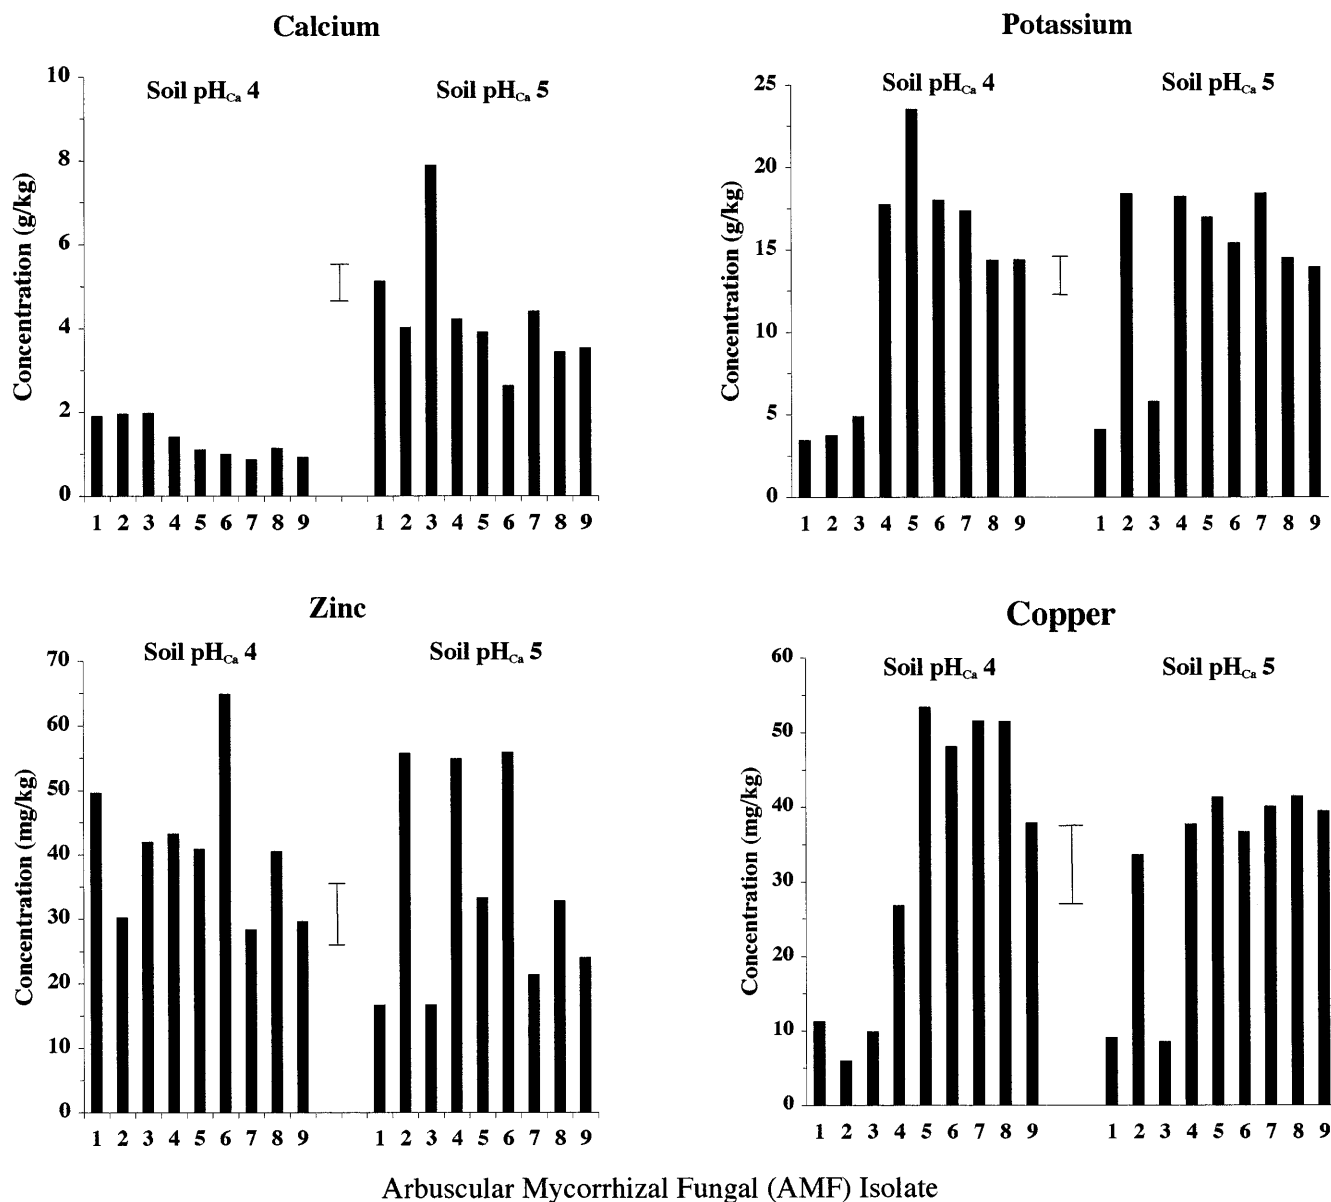 Calcium
Soil pHCa 4
Soil pHCa 5
Concentration (g/kg)
10
8
6
4
2
0
1 2 3 4 5 6 7 8 9
1 2 3 4 5 6 7 8 9
Potassium
Soil pHCa 4
Soil pHCa 5
Concentration (g/kg)
25
20
15
10
5
0
1 2 3 4 5 6 7 8 9
1 2 3 4 5 6 7 8 9
Zinc
Soil pHCa 4
Soil pHCa 5
Concentration (mg/kg)
70
60
50
40
30
20
10
0
1 2 3 4 5 6 7 8 9
1 2 3 4 5 6 7 8 9
Copper
Soil pHCa 4
Soil pHCa 5
Concentration (mg/kg)
60
50
40
30
20
10
0
1 2 3 4 5 6 7 8 9
1 2 3 4 5 6 7 8 9
Arbuscular Mycorrhizal Fungal (AMF) Isolate